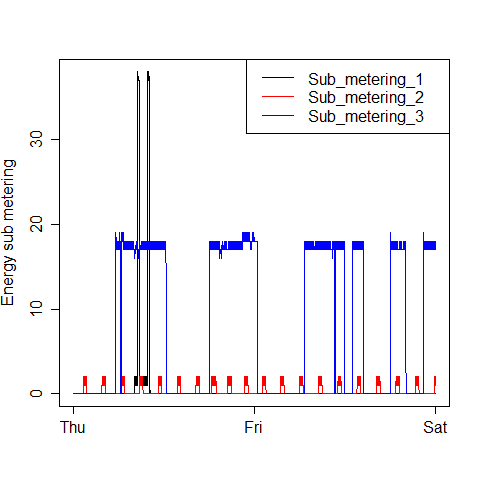 Sub_metering_1
Sub_metering_2
Sub_metering_3
Energy sub metering
30
20
10
0
Thu Fri Sat